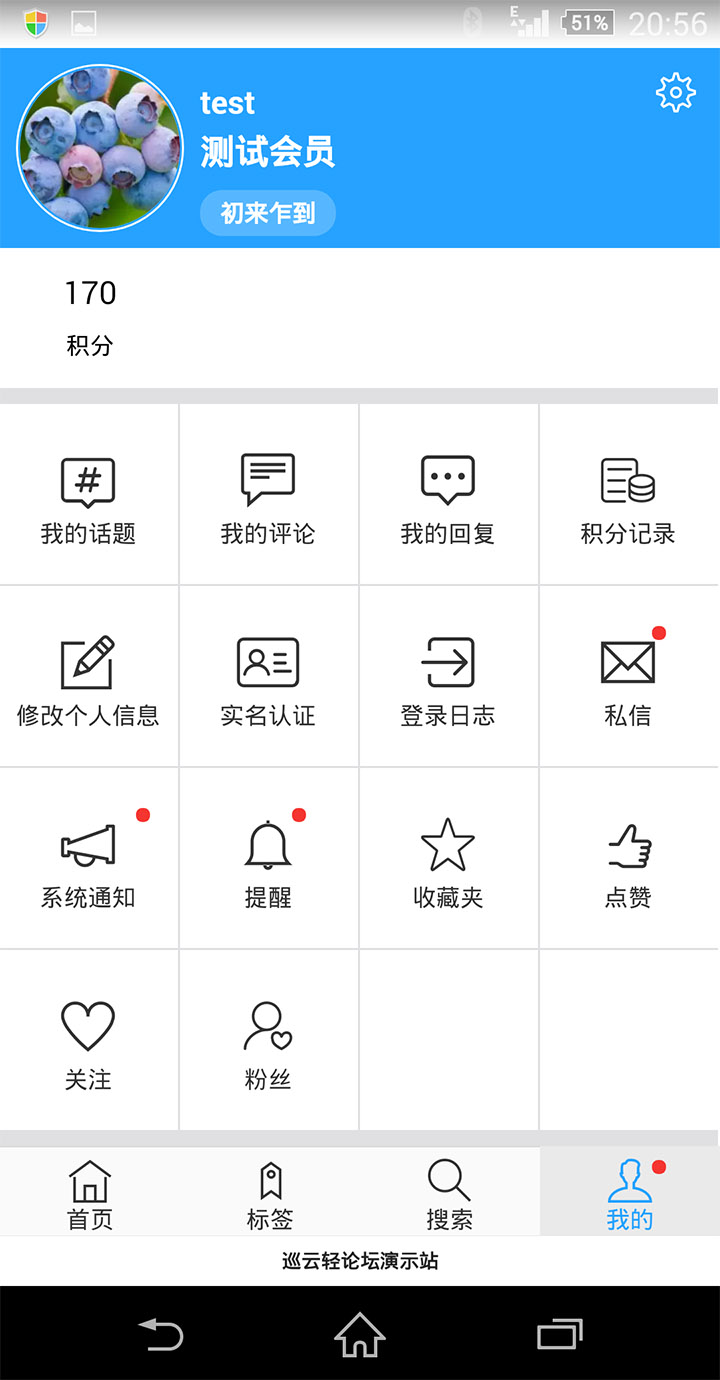 E 51% 20:56
test
测试会员
初来乍到
170
积分
我的话题 我的评论 我的回复 积分记录
修改个人信息 实名认证 登录日志 私信
系统通知 提醒 收藏夹 点赞
关注 粉丝
首页 标签 搜索 我的
巡云轻论坛演示站